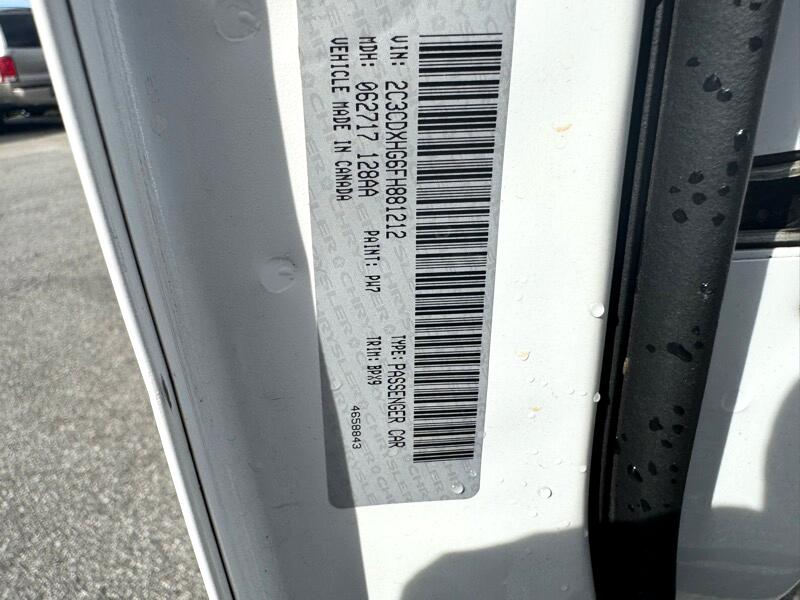 VIN: 2C3CDXHG6FH881212 TYPE: PASSENGER CAR
MDH: 062717 128AA PAINT: PW7 TRIM: BPX9
VEHICLE MADE IN CANADA 4658843